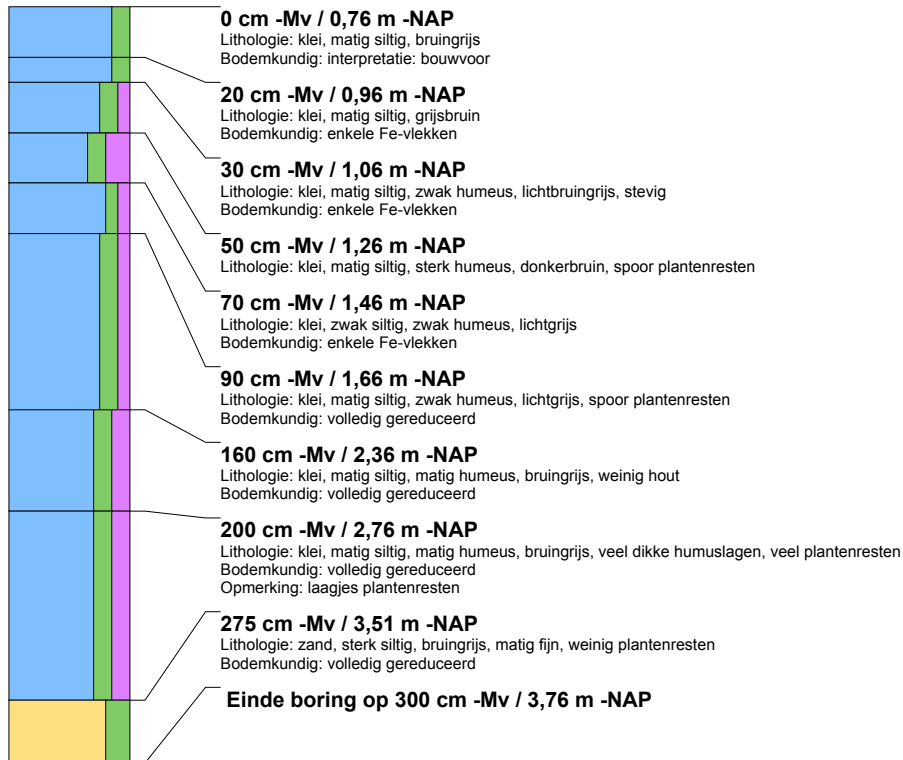 0 cm -Mv / 0,76 m -NAP
Lithologie: klei, matig siltig, bruingrijs
Bodemkundig: interpretatie: bouwvoor
20 cm -Mv / 0,96 m -NAP
Lithologie: klei, matig siltig, grijsbruin
Bodemkundig: enkele Fe-vlekken
30 cm -Mv / 1,06 m -NAP
Lithologie: klei, matig siltig, zwak humeus, lichtbruingrijs, stevig
Bodemkundig: enkele Fe-vlekken
50 cm -Mv / 1,26 m -NAP
Lithologie: klei, matig siltig, sterk humeus, donkerbruin, spoor plantenresten
70 cm -Mv / 1,46 m -NAP
Lithologie: klei, zwak siltig, zwak humeus, lichtgrijs
Bodemkundig: enkele Fe-vlekken
90 cm -Mv / 1,66 m -NAP
Lithologie: klei, matig siltig, zwak humeus, lichtgrijs, spoor plantenresten
Bodemkundig: volledig gereduceerd
160 cm -Mv / 2,36 m -NAP
Lithologie: klei, matig siltig, matig humeus, bruingrijs, weinig hout
Bodemkundig: volledig gereduceerd
200 cm -Mv / 2,76 m -NAP
Lithologie: klei, matig siltig, matig humeus, bruingrijs, veel dikke humuslagen, veel plantenresten
Bodemkundig: volledig gereduceerd
Opmerking: laagjes plantenresten
275 cm -Mv / 3,51 m -NAP
Lithologie: zand, sterk siltig, bruingrijs, matig fijn, weinig plantenresten
Bodemkundig: volledig gereduceerd
Einde boring op 300 cm -Mv / 3,76 m -NAP